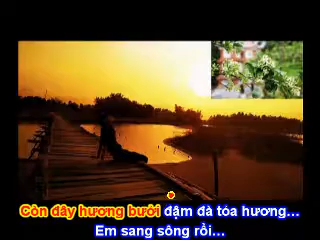 Còn đây hương bưởi đậm đà tỏa hương...
Em sang sông rồi...